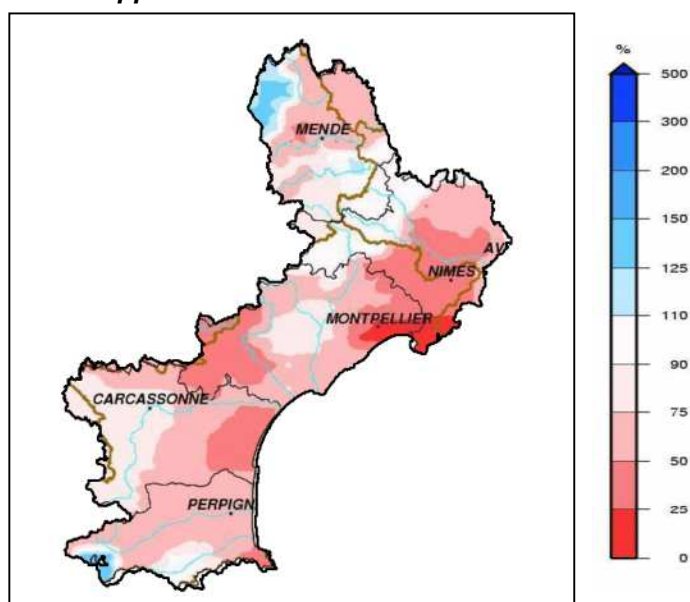 %
500
300
200
150
125
110
90
75
50
25
0
MENDE
AV
NIMES
MONTPELLIER
CARCASSONNE
PERPIGN